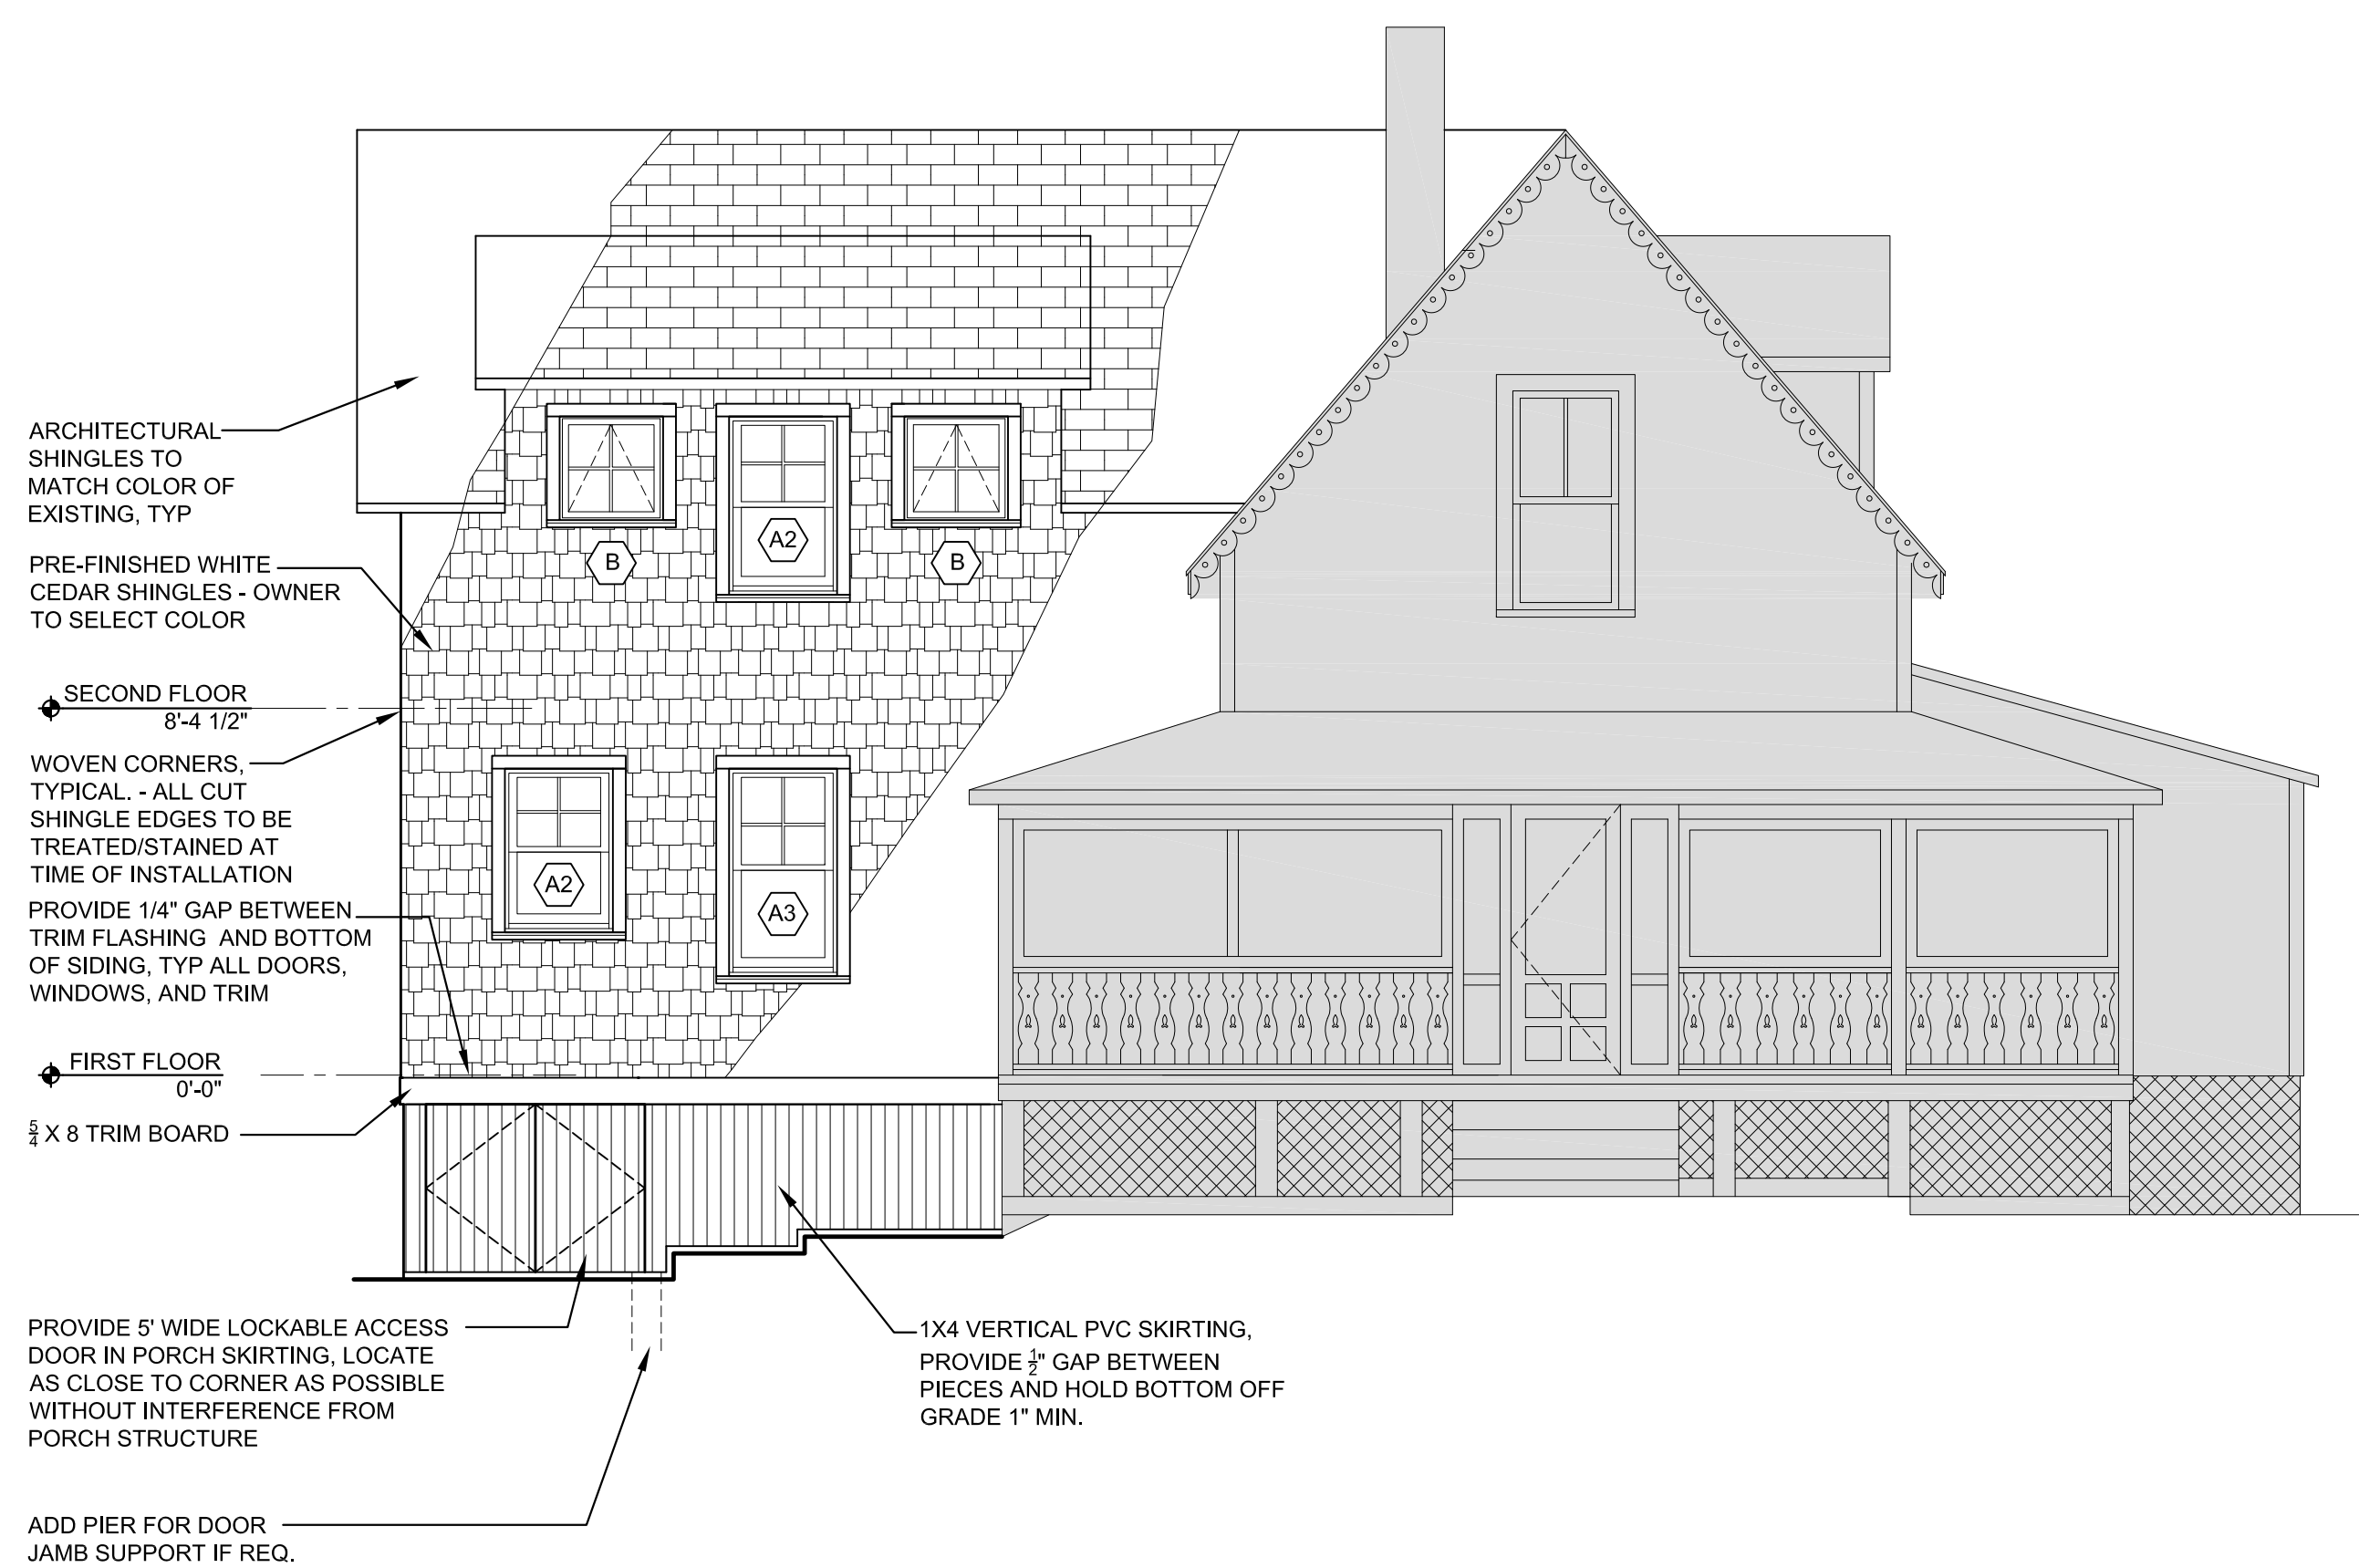 ARCHITECTURAL
SHINGLES TO
MATCH COLOR OF
EXISTING, TYP
PRE-FINISHED WHITE
CEDAR SHINGLES - OWNER
TO SELECT COLOR
SECOND FLOOR
8'-4 1/2"
WOVEN CORNERS,
TYPICAL. - ALL CUT
SHINGLE EDGES TO BE
TREATED/STAINED AT
TIME OF INSTALLATION
PROVIDE 1/4" GAP BETWEEN
TRIM FLASHING AND BOTTOM
OF SIDING, TYP ALL DOORS,
WINDOWS, AND TRIM
FIRST FLOOR
0'-0"
5/4 X 8 TRIM BOARD
PROVIDE 5' WIDE LOCKABLE ACCESS
DOOR IN PORCH SKIRTING, LOCATE
AS CLOSE TO CORNER AS POSSIBLE
WITHOUT INTERFERENCE FROM
PORCH STRUCTURE
ADD PIER FOR DOOR
JAMB SUPPORT IF REQ.
B
A2
B
A2
A3
1X4 VERTICAL PVC SKIRTING,
PROVIDE 1/2" GAP BETWEEN
PIECES AND HOLD BOTTOM OFF
GRADE 1" MIN.